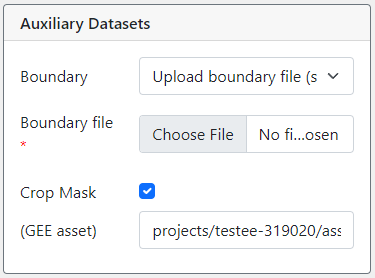 Auxiliary Datasets
Boundary Upload boundary file (s
Boundary file
* Choose File No fi...osen
Crop Mask
(GEE asset) projects/testee-319020/ass